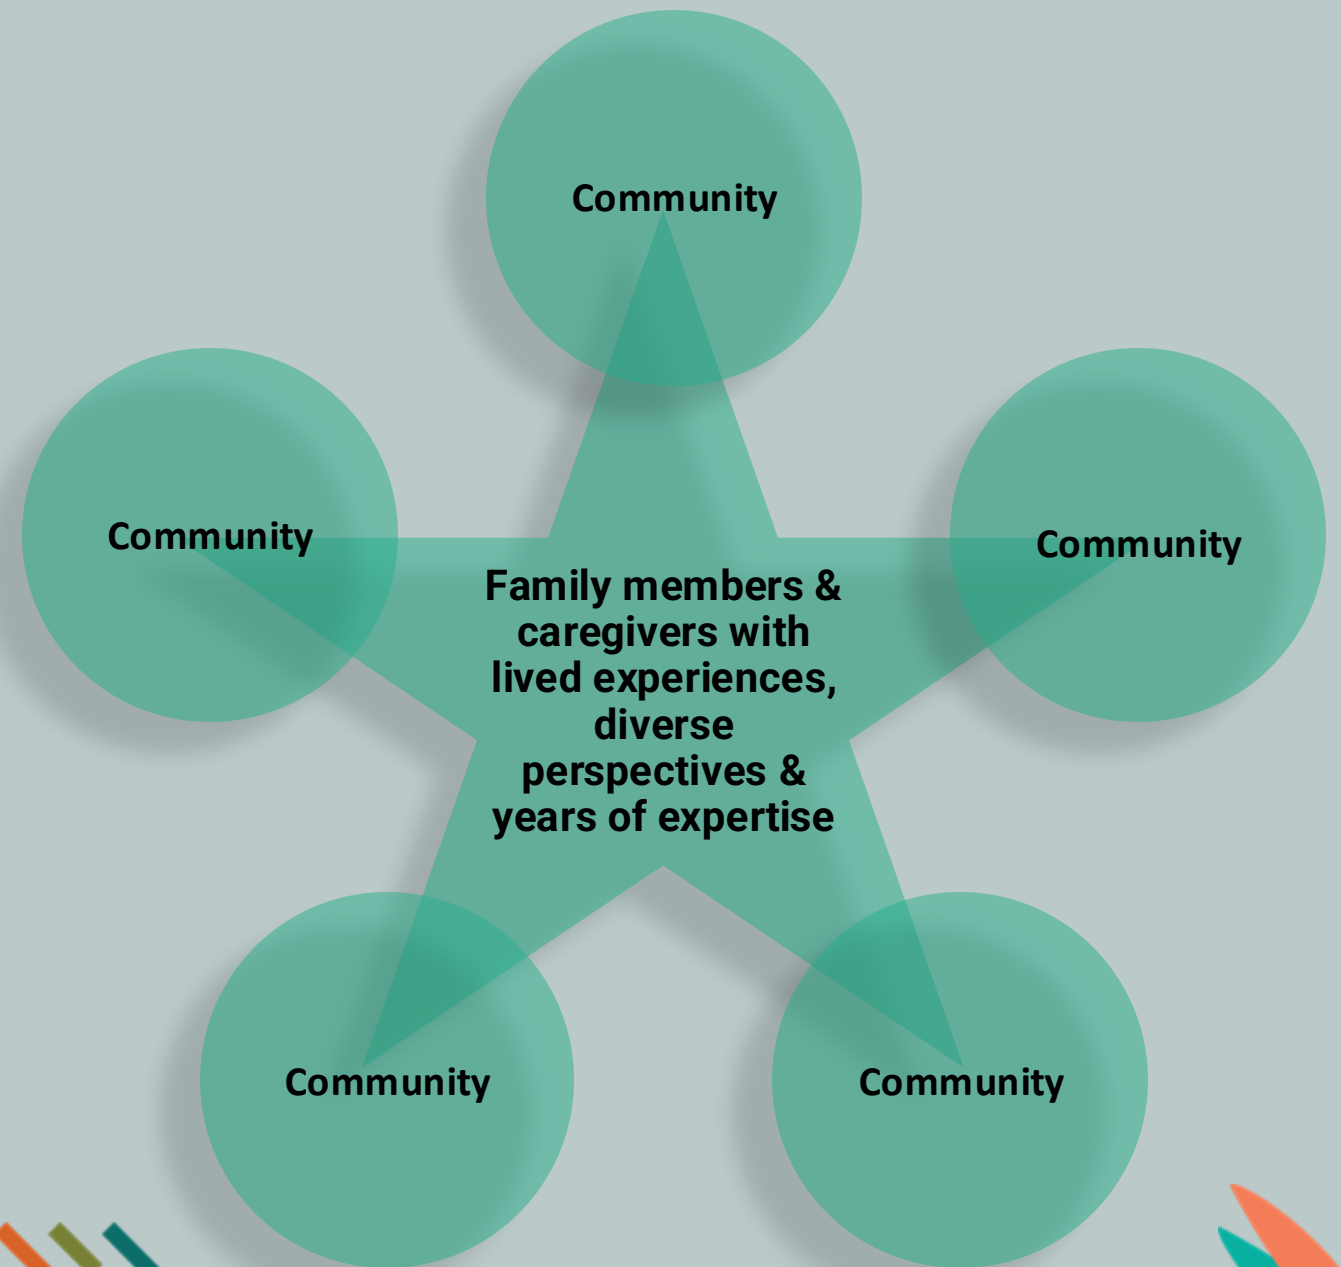 Community
Community
Community
Family members &
caregivers with
lived experiences,
diverse
perspectives &
years of expertise
Community
Community